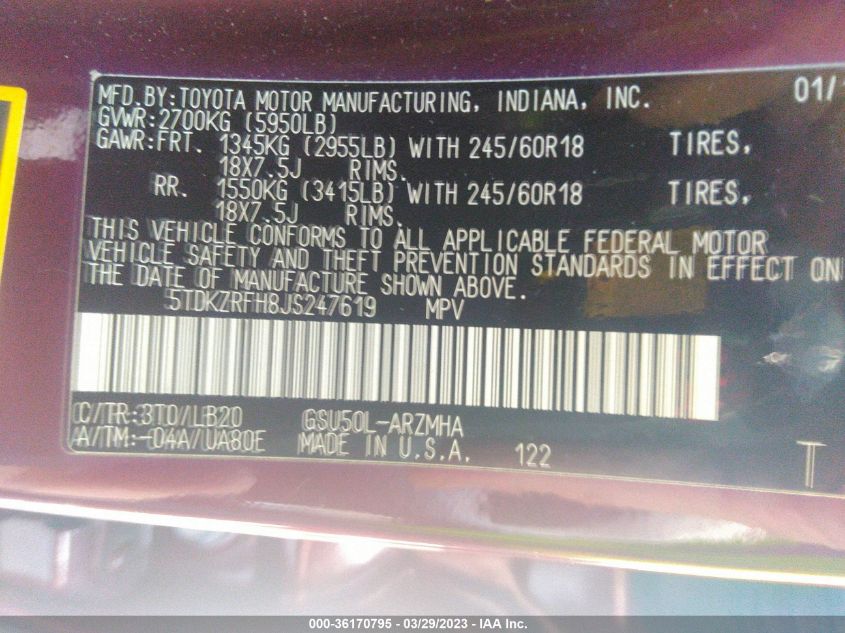 MFD.BY:TOYOTA MOTOR MANUFACTURING, INDIANA, INC. 01/1
GVWR:2700KG (5950LB)
GAWR:FRT. 1345KG (2955LB) WITH 245/60R18 TIRES,
18X7.5J RIMS.
RR. 1550KG (3415LB) WITH 245/60R18 TIRES,
18X7.5J RIMS.
THIS VEHICLE CONFORMS TO ALL APPLICABLE FEDERAL MOTOR
VEHICLE SAFETY AND THEFT PREVENTION STANDARDS IN EFFECT ON
THE DATE OF MANUFACTURE SHOWN ABOVE.
5TDKZRFH8JS247619 MPV
C/TR:3T0/LB20 GSU50L-ARZMHA
A/TM:-04A/UA80E MADE IN U.S.A. 122 T
000-36170795 - 03/29/2023 - IAA Inc.